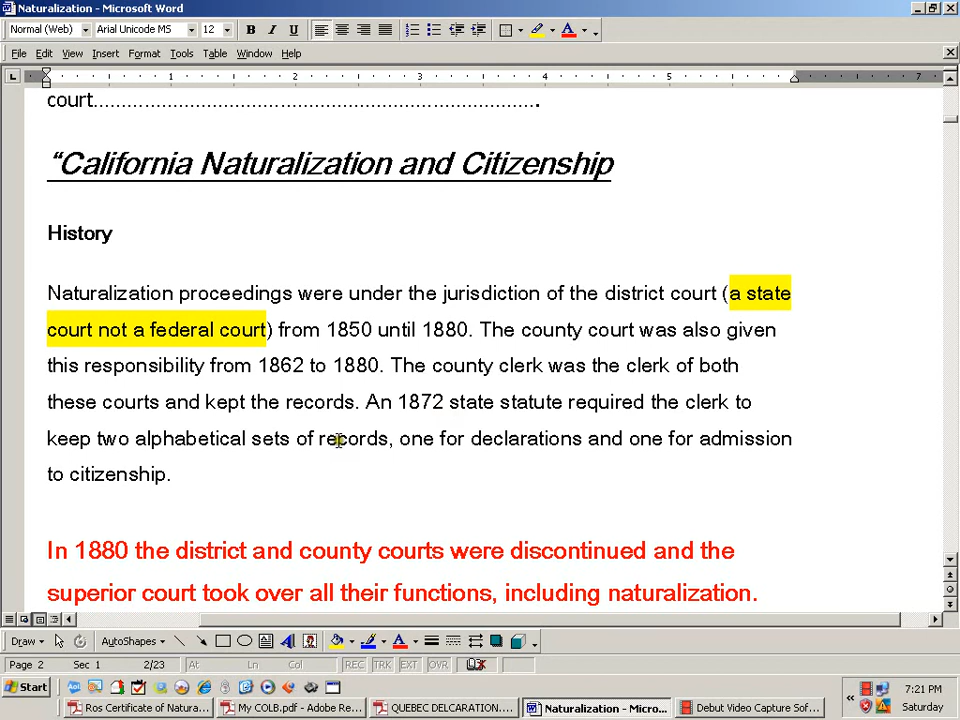 Naturalization - Microsoft Word
Normal (Web) Arial Unicode MS 12 B I U A
File Edit View Insert Format Tools Table Window Help
L 1 2 3 4 5 7
court.................................................................................
“California Naturalization and Citizenship
History
Naturalization proceedings were under the jurisdiction of the district court (a state
court not a federal court) from 1850 until 1880. The county court was also given
this responsibility from 1862 to 1880. The county clerk was the clerk of both
these courts and kept the records. An 1872 state statute required the clerk to
keep two alphabetical sets of records, one for declarations and one for admission
to citizenship.
In 1880 the district and county courts were discontinued and the
superior court took over all their functions, including naturalization.
Draw AutoShapes A A
Page 2 Sec 1 2/23 At Ln Col REC TRK EXT OVR
Start 7:21 PM
Ros Certificate of Natura... My COLB.pdf - Adobe Re... QUEBEC DELCARATION.... Naturalization - Micro... Debut Video Capture Sof... « Saturday